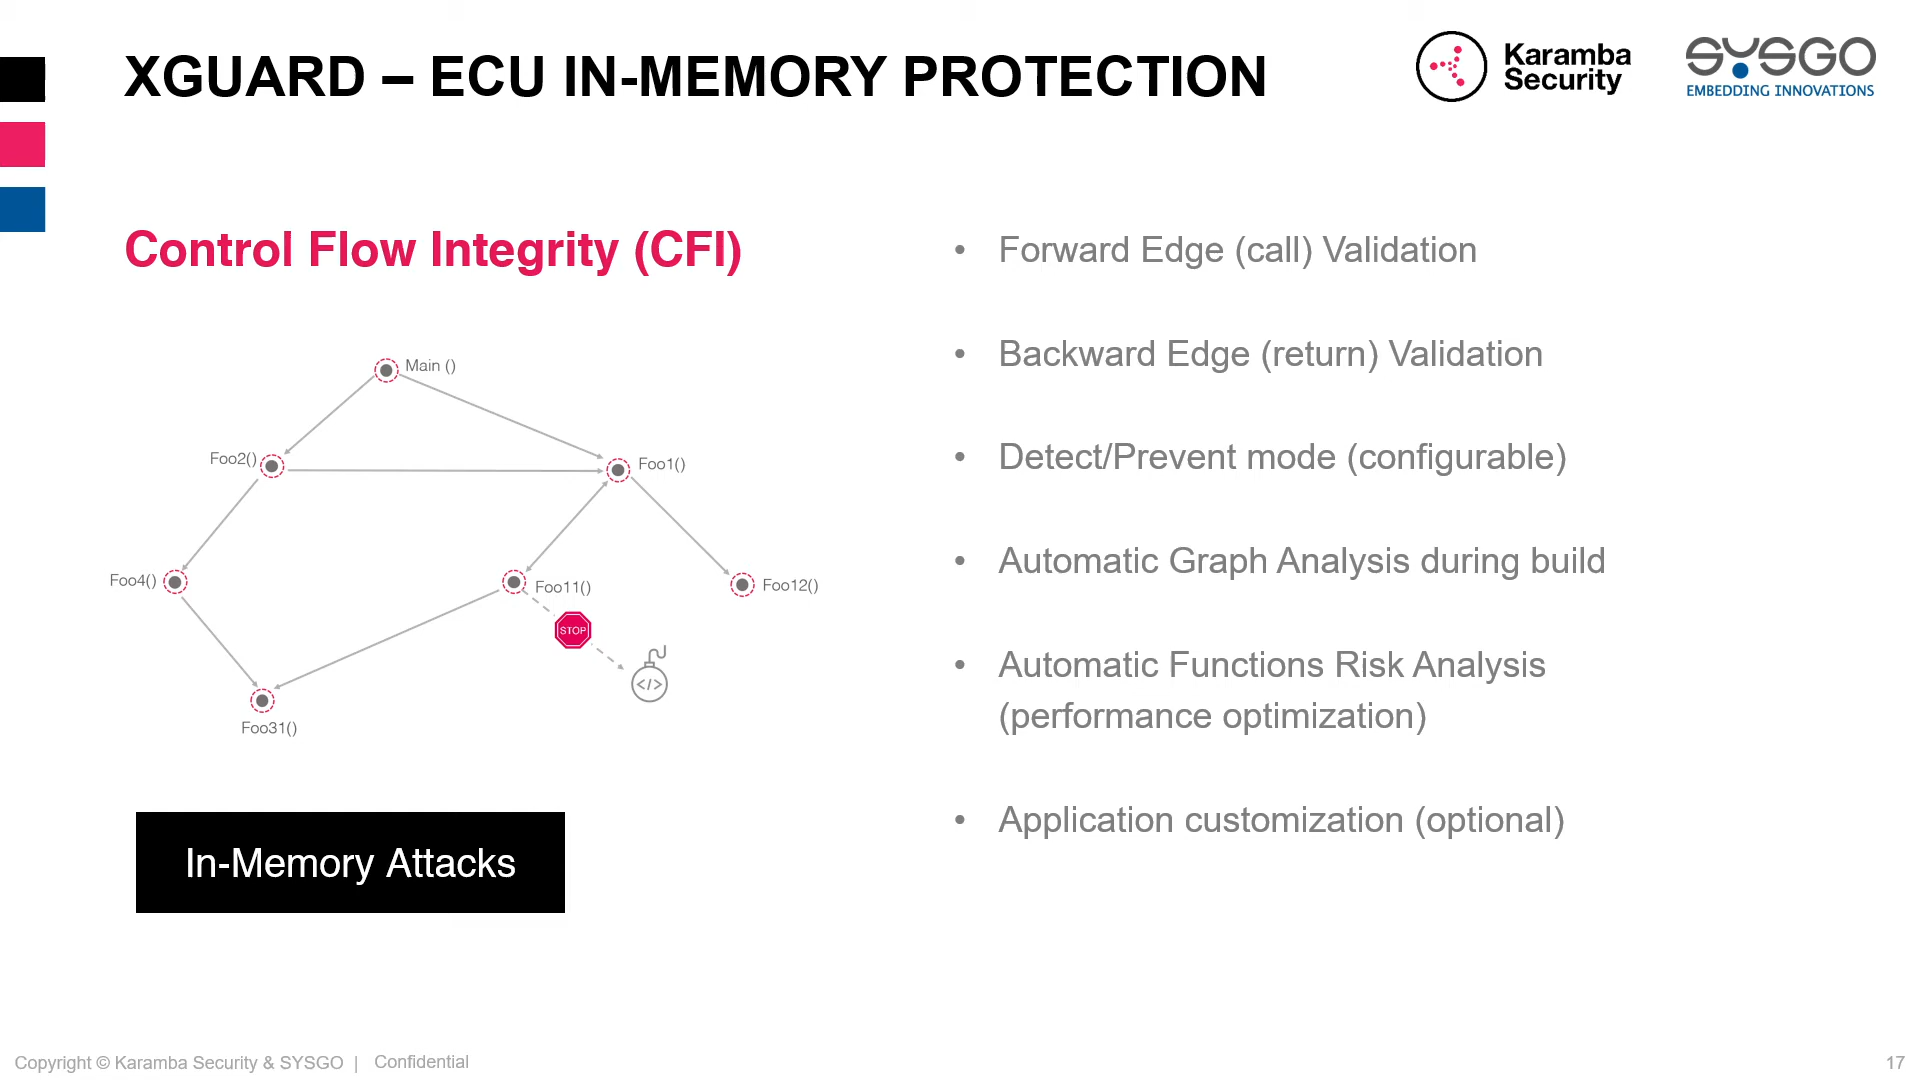 XGUARD – ECU IN-MEMORY PROTECTION
Karamba
Security
SYSGO
EMBEDDING INNOVATIONS
Control Flow Integrity (CFI)
Main ()
Foo2()
Foo1()
Foo4()
Foo11()
Foo12()
STOP
</>
Foo31()
In-Memory Attacks
• Forward Edge (call) Validation
• Backward Edge (return) Validation
• Detect/Prevent mode (configurable)
• Automatic Graph Analysis during build
• Automatic Functions Risk Analysis
(performance optimization)
• Application customization (optional)
Copyright © Karamba Security & SYSGO | Confidential
17